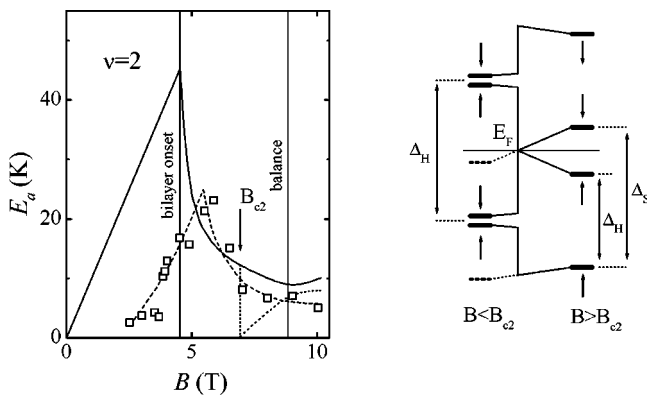 ν=2
E_a (K)
40
20
0
0
5
10
B (T)
bilayer onset
balance
B_c2
E_F
Δ_H
Δ_H
Δ_S
B<B_c2
B>B_c2